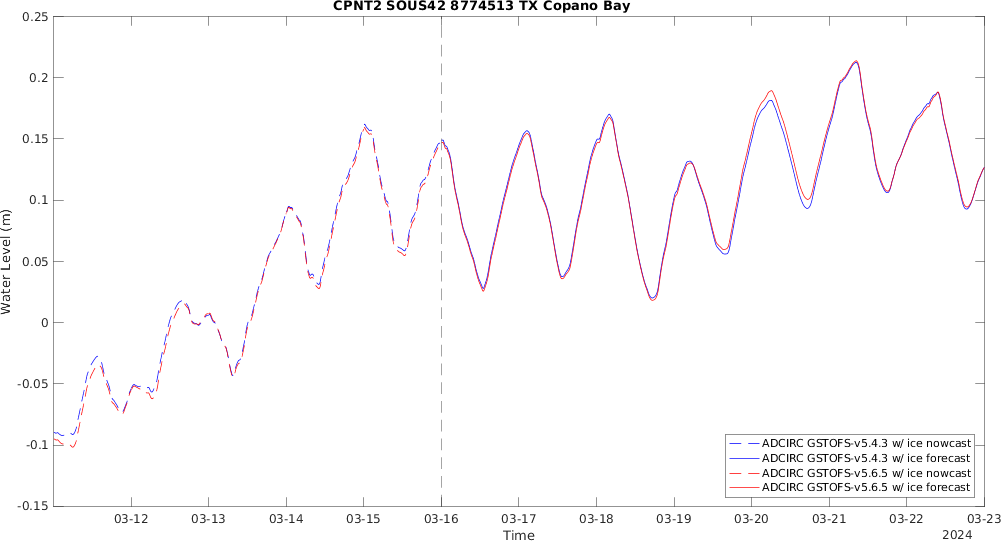 CPNT2 SOUS42 8774513 TX Copano Bay
Water Level (m)
0.25
0.2
0.15
0.1
0.05
0
-0.05
-0.1
-0.15
03-12 03-13 03-14 03-15 03-16 03-17 03-18 03-19 03-20 03-21 03-22 03-23
Time
2024
ADCIRC GSTOFS-v5.4.3 w/ ice nowcast
ADCIRC GSTOFS-v5.4.3 w/ ice forecast
ADCIRC GSTOFS-v5.6.5 w/ ice nowcast
ADCIRC GSTOFS-v5.6.5 w/ ice forecast